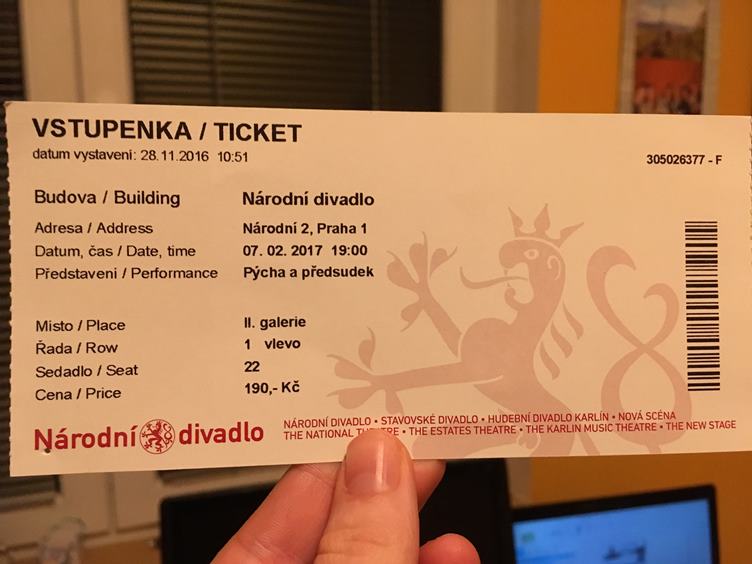 VSTUPENKA / TICKET
datum vystaveni: 28.11.2016 10:51
305026377 - F
Budova / Building Národní divadlo
Adresa / Address Národní 2, Praha 1
Datum, čas / Date, time 07. 02. 2017 19:00
Představeni / Performance Pýcha a předsudek
Misto / Place II. galerie
Řada / Row 1 vlevo
Sedadlo / Seat 22
Cena / Price 190,- Kč
Národní divadlo
NÁRODNÍ DIVADLO • STAVOVSKÉ DIVADLO • HUDEBNÍ DIVADLO KARLÍN • NOVÁ SCÉNA
THE NATIONAL THEATRE • THE ESTATES THEATRE • THE KARLIN MUSIC THEATRE • THE NEW STAGE